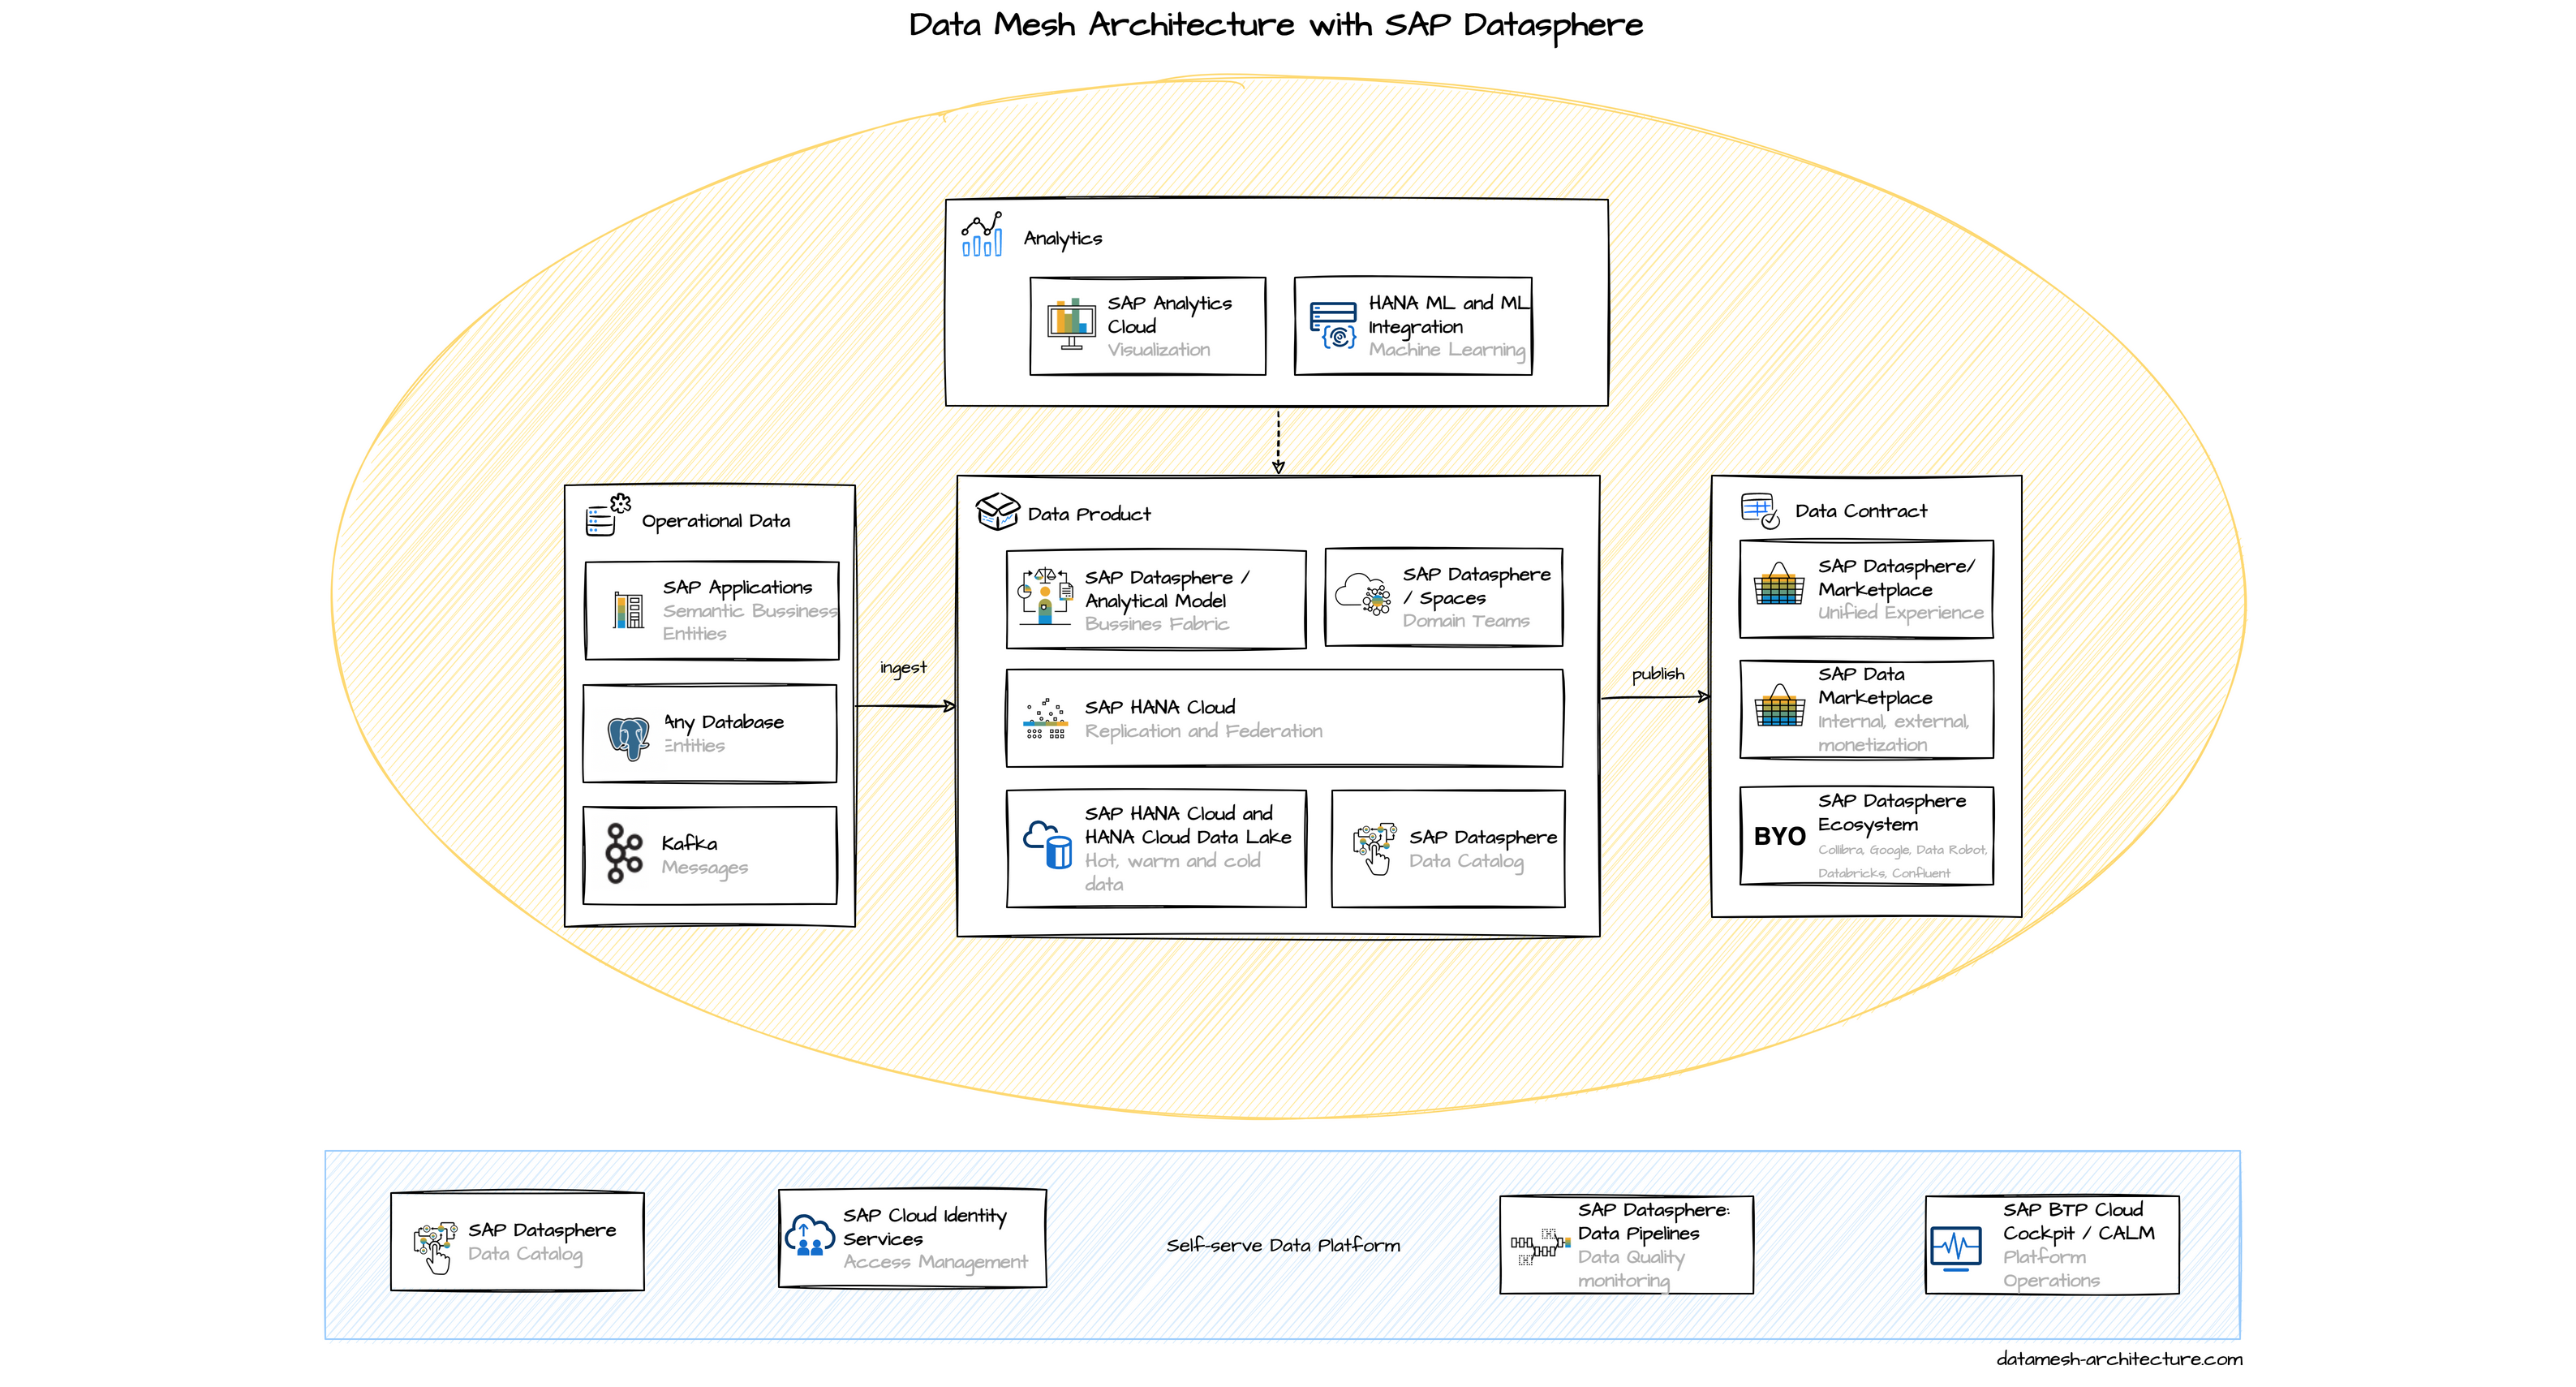 Data Mesh Architecture with SAP Datasphere
Analytics
SAP Analytics
Cloud
Visualization
HANA ML and ML
Integration
Machine Learning
Operational Data
SAP Applications
Semantic Bussiness
Entities
Any Database
Entities
Kafka
Messages
ingest
Data Product
SAP Datasphere /
Analytical Model
Bussines Fabric
SAP Datasphere
/ Spaces
Domain Teams
SAP HANA Cloud
Replication and Federation
SAP HANA Cloud and
HANA Cloud Data Lake
Hot, warm and cold
data
SAP Datasphere
Data Catalog
publish
Data Contract
SAP Datasphere/
Marketplace
Unified Experience
SAP Data
Marketplace
Internal, external,
monetization
BYO
SAP Datasphere
Ecosystem
Collibra, Google, Data Robot,
Databricks, Confluent
SAP Datasphere
Data Catalog
SAP Cloud Identity
Services
Access Management
Self-serve Data Platform
SAP Datasphere:
Data Pipelines
Data Quality
monitoring
SAP BTP Cloud
Cockpit / CALM
Platform
Operations
datamesh-architecture.com